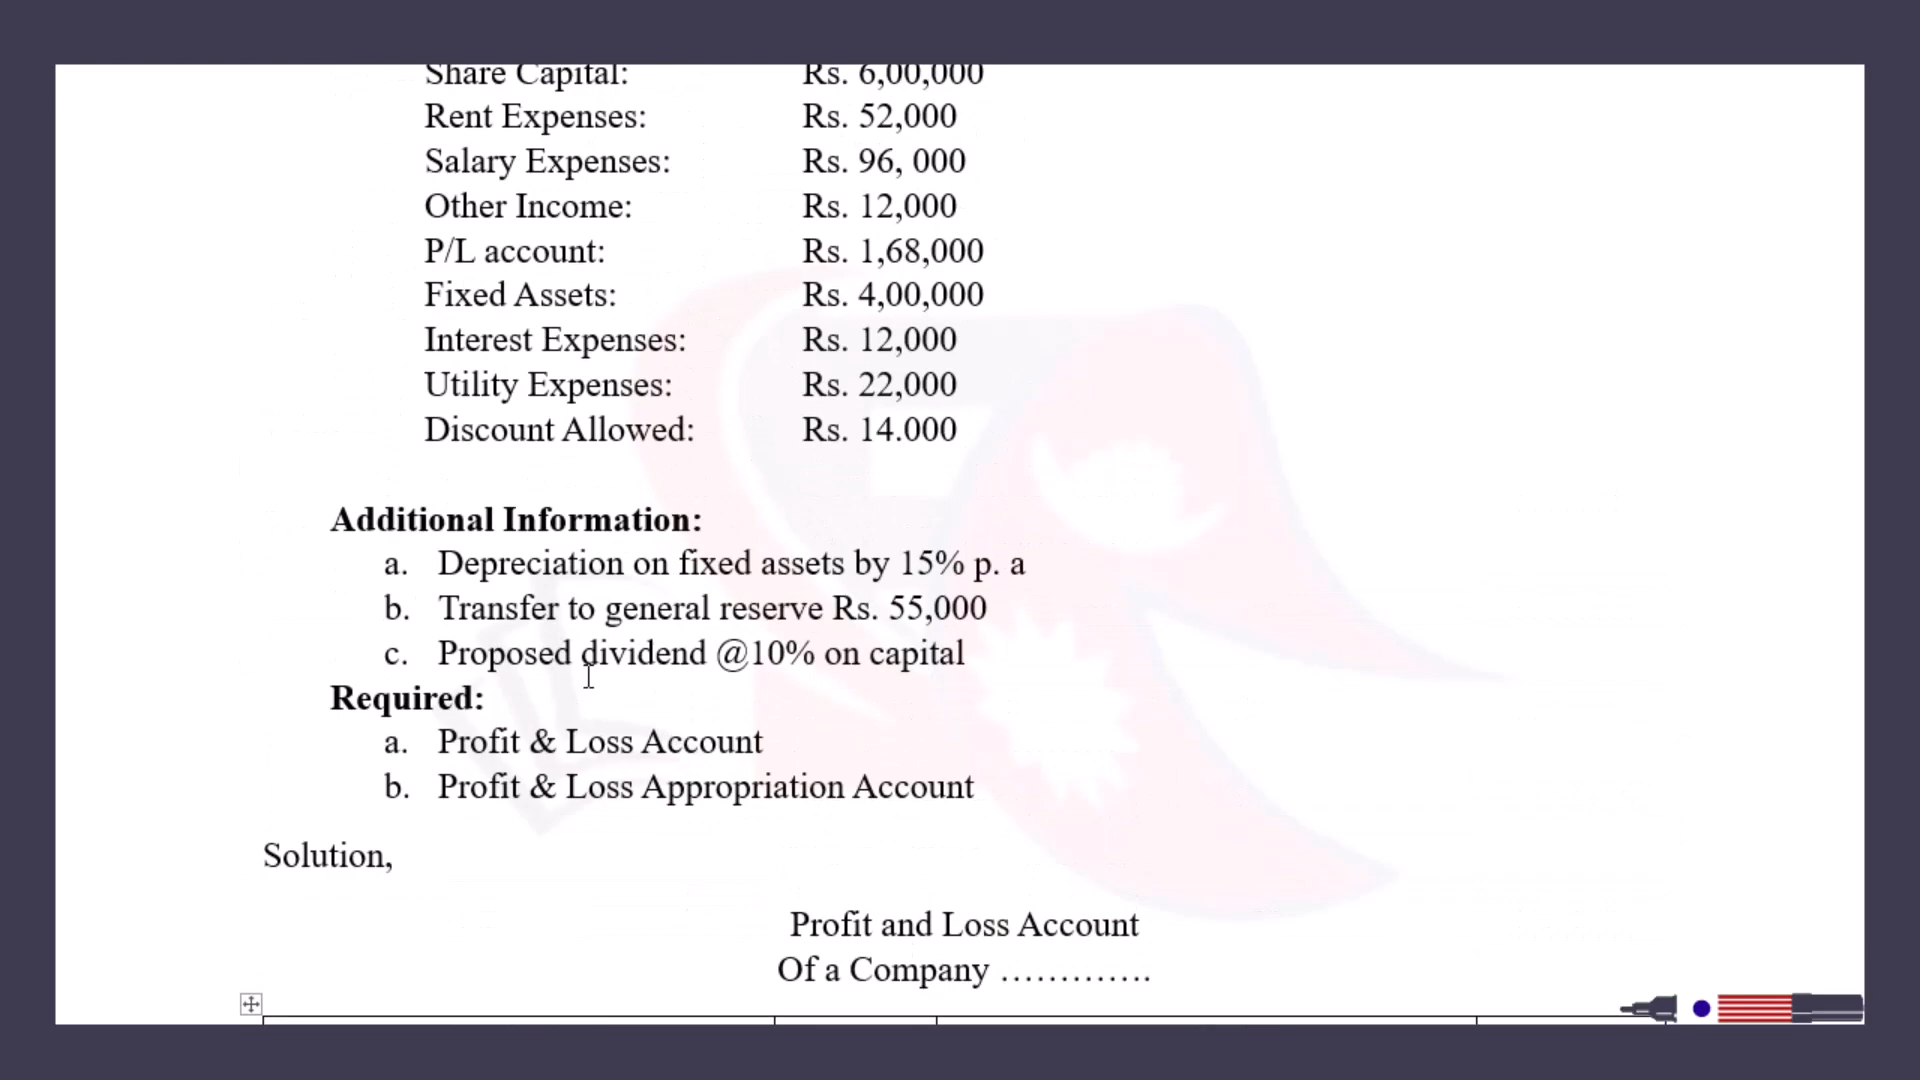 Share Capital: Rs. 6,00,000
Rent Expenses: Rs. 52,000
Salary Expenses: Rs. 96, 000
Other Income: Rs. 12,000
P/L account: Rs. 1,68,000
Fixed Assets: Rs. 4,00,000
Interest Expenses: Rs. 12,000
Utility Expenses: Rs. 22,000
Discount Allowed: Rs. 14.000
Additional Information:
a. Depreciation on fixed assets by 15% p. a
b. Transfer to general reserve Rs. 55,000
c. Proposed dividend @10% on capital
Required:
a. Profit & Loss Account
b. Profit & Loss Appropriation Account
Solution,
Profit and Loss Account
Of a Company ………….